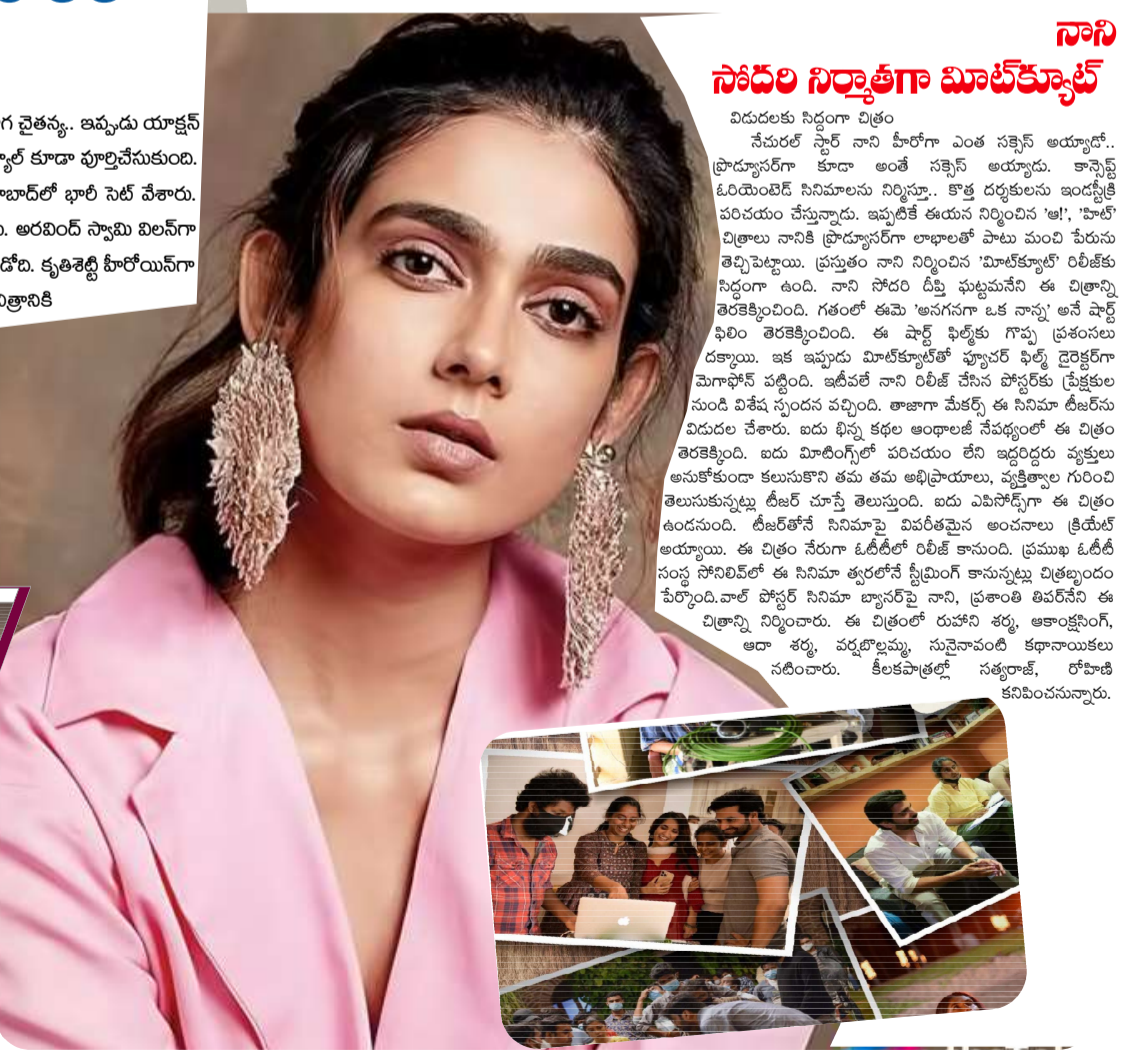 గ చైతన్య.. ఇప్పుడు యాక్షన్
్యూల్ కూడా పూర్తిచేసుకుంది.
ాబాద్‌లో భారీ సెట్ వేశారు.
ు. అరవింద్ స్వామి విలన్‌గా
డోది. కృతిశెట్టి హీరోయిన్‌గా
చిత్రానికి
నాని
సోదరి నిర్మాతగా మీట్‌క్యూట్
విడుదలకు సిద్దంగా చిత్రం
నేచురల్ స్టార్ నాని హీరోగా ఎంత సక్సెస్ అయ్యాడో..
ప్రొడ్యూసర్‌గా కూడా అంతే సక్సెస్ అయ్యాడు. కాన్సెప్ట్
ఓరియెంటెడ్ సినిమాలను నిర్మిస్తూ.. కొత్త దర్శకులను ఇండస్ట్రీకి
పరిచయం చేస్తున్నాడు. ఇప్పటికే ఈయన నిర్మించిన 'ఆ!', 'హిట్'
చిత్రాలు నానికి ప్రొడ్యూసర్‌గా లాభాలతో పాటు మంచి పేరును
తెచ్చిపెట్టాయి. ప్రస్తుతం నాని నిర్మించిన 'మీట్‌క్యూట్' రిలీజ్‌కు
సిద్ధంగా ఉంది. నాని సోదరి దీప్తి ఘట్టమనేని ఈ చిత్రాన్ని
తెరకెక్కించింది. గతంలో ఈమె 'అనగనగా ఒక నాన్న' అనే షార్ట్
ఫిలిం తెరకెక్కించింది. ఈ షార్ట్ ఫిల్మ్‌కు గొప్ప ప్రశంసలు
దక్కాయి. ఇక ఇప్పుడు మీట్‌క్యూట్‌తో ఫ్యూచర్ ఫిల్మ్ డైరెక్టర్‌గా
మెగాఫోన్ పట్టింది. ఇటీవలే నాని రిలీజ్ చేసిన పోస్టర్‌కు ప్రేక్షకుల
నుండి విశేష స్పందన వచ్చింది. తాజాగా మేకర్స్ ఈ సినిమా టీజర్‌ను
విడుదల చేశారు. ఐదు భిన్న కథల ఆంథాలజీ నేపథ్యంలో ఈ చిత్రం
తెరకెక్కింది. ఐదు మీటింగ్స్‌లో పరిచయం లేని ఇద్దరిద్దరు వ్యక్తులు
అనుకోకుండా కలుసుకొని తమ తమ అభిప్రాయాలు, వ్యక్తిత్వాల గురించి
తెలుసుకున్నట్లు టీజర్ చూస్తే తెలుస్తుంది. ఐదు ఎపిసోడ్స్‌గా ఈ చిత్రం
ఉండనుంది. టీజర్‌తోనే సినిమాపై విపరీతమైన అంచనాలు క్రియేట్
అయ్యాయి. ఈ చిత్రం నేరుగా ఓటీటీలో రిలీజ్ కానుంది. ప్రముఖ ఓటీటీ
సంస్థ సోనిలివ్‌లో ఈ సినిమా త్వరలోనే స్ట్రీమింగ్ కానున్నట్లు చిత్రబృందం
పేర్కొంది.వాల్ పోస్టర్ సినిమా బ్యానర్‌పై నాని, ప్రశాంతి తిపర్‌నేని ఈ
చిత్రాన్ని నిర్మించారు. ఈ చిత్రంలో రుహాని శర్మ, ఆకాంక్షసింగ్,
ఆదా శర్మ, వర్షబొల్లమ్మ, సునైనావంటి కథానాయికలు
నటించారు. కీలకపాత్రల్లో సత్యరాజ్, రోహిణి
కనిపించనున్నారు.